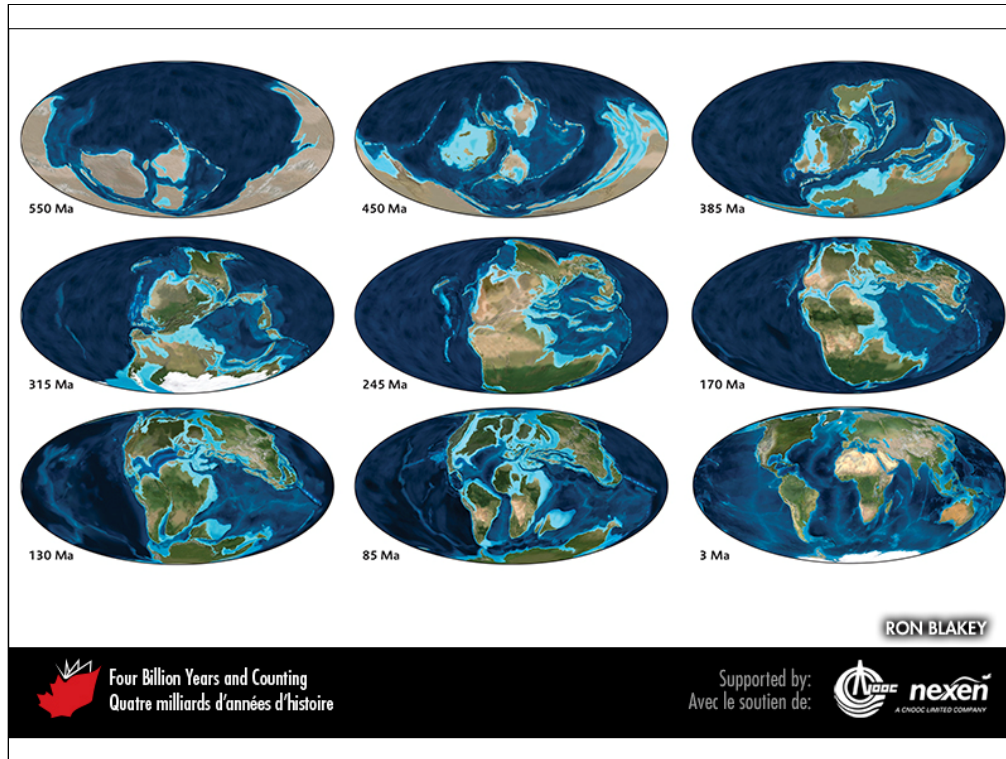 550 Ma
450 Ma
385 Ma
315 Ma
245 Ma
170 Ma
130 Ma
85 Ma
3 Ma
RON BLAKEY
Four Billion Years and Counting
Quatre milliards d'années d'histoire
Supported by:
Avec le soutien de:
CNOOC
nexen
A CNOOC LIMITED COMPANY